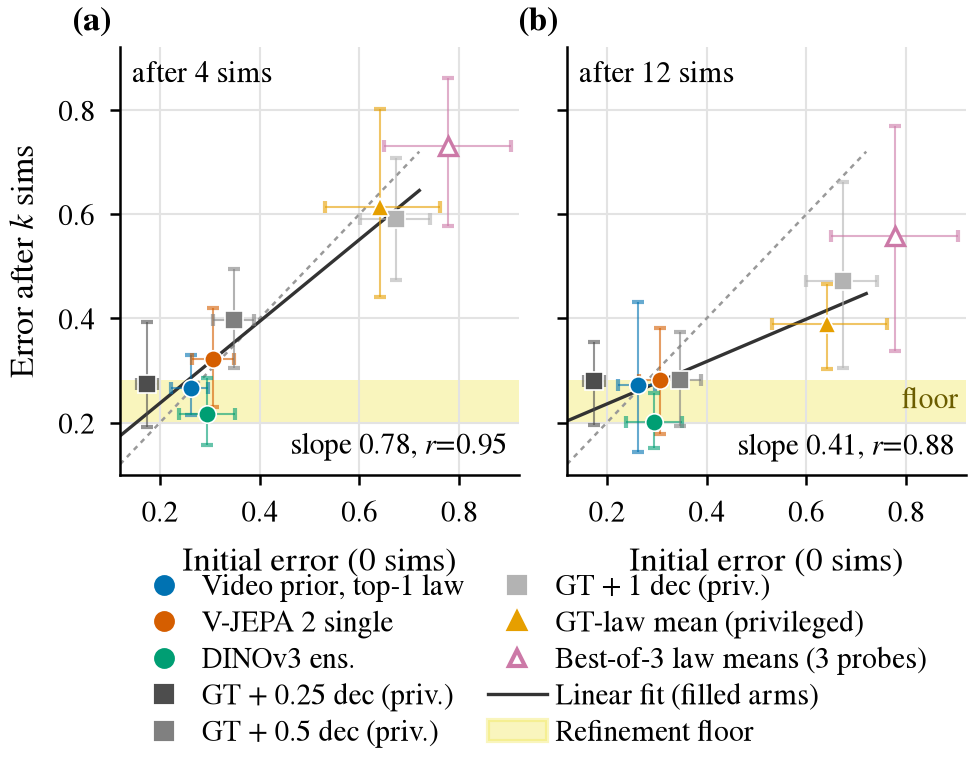 (a)
(b)
after 4 sims
after 12 sims
Error after k sims
0.8
0.6
0.4
0.2
floor
slope 0.78, r=0.95
slope 0.41, r=0.88
0.2 0.4 0.6 0.8
0.2 0.4 0.6 0.8
Initial error (0 sims)
Initial error (0 sims)
Video prior, top-1 law
V-JEPA 2 single
DINOv3 ens.
GT + 0.25 dec (priv.)
GT + 0.5 dec (priv.)
GT + 1 dec (priv.)
GT-law mean (privileged)
Best-of-3 law means (3 probes)
Linear fit (filled arms)
Refinement floor